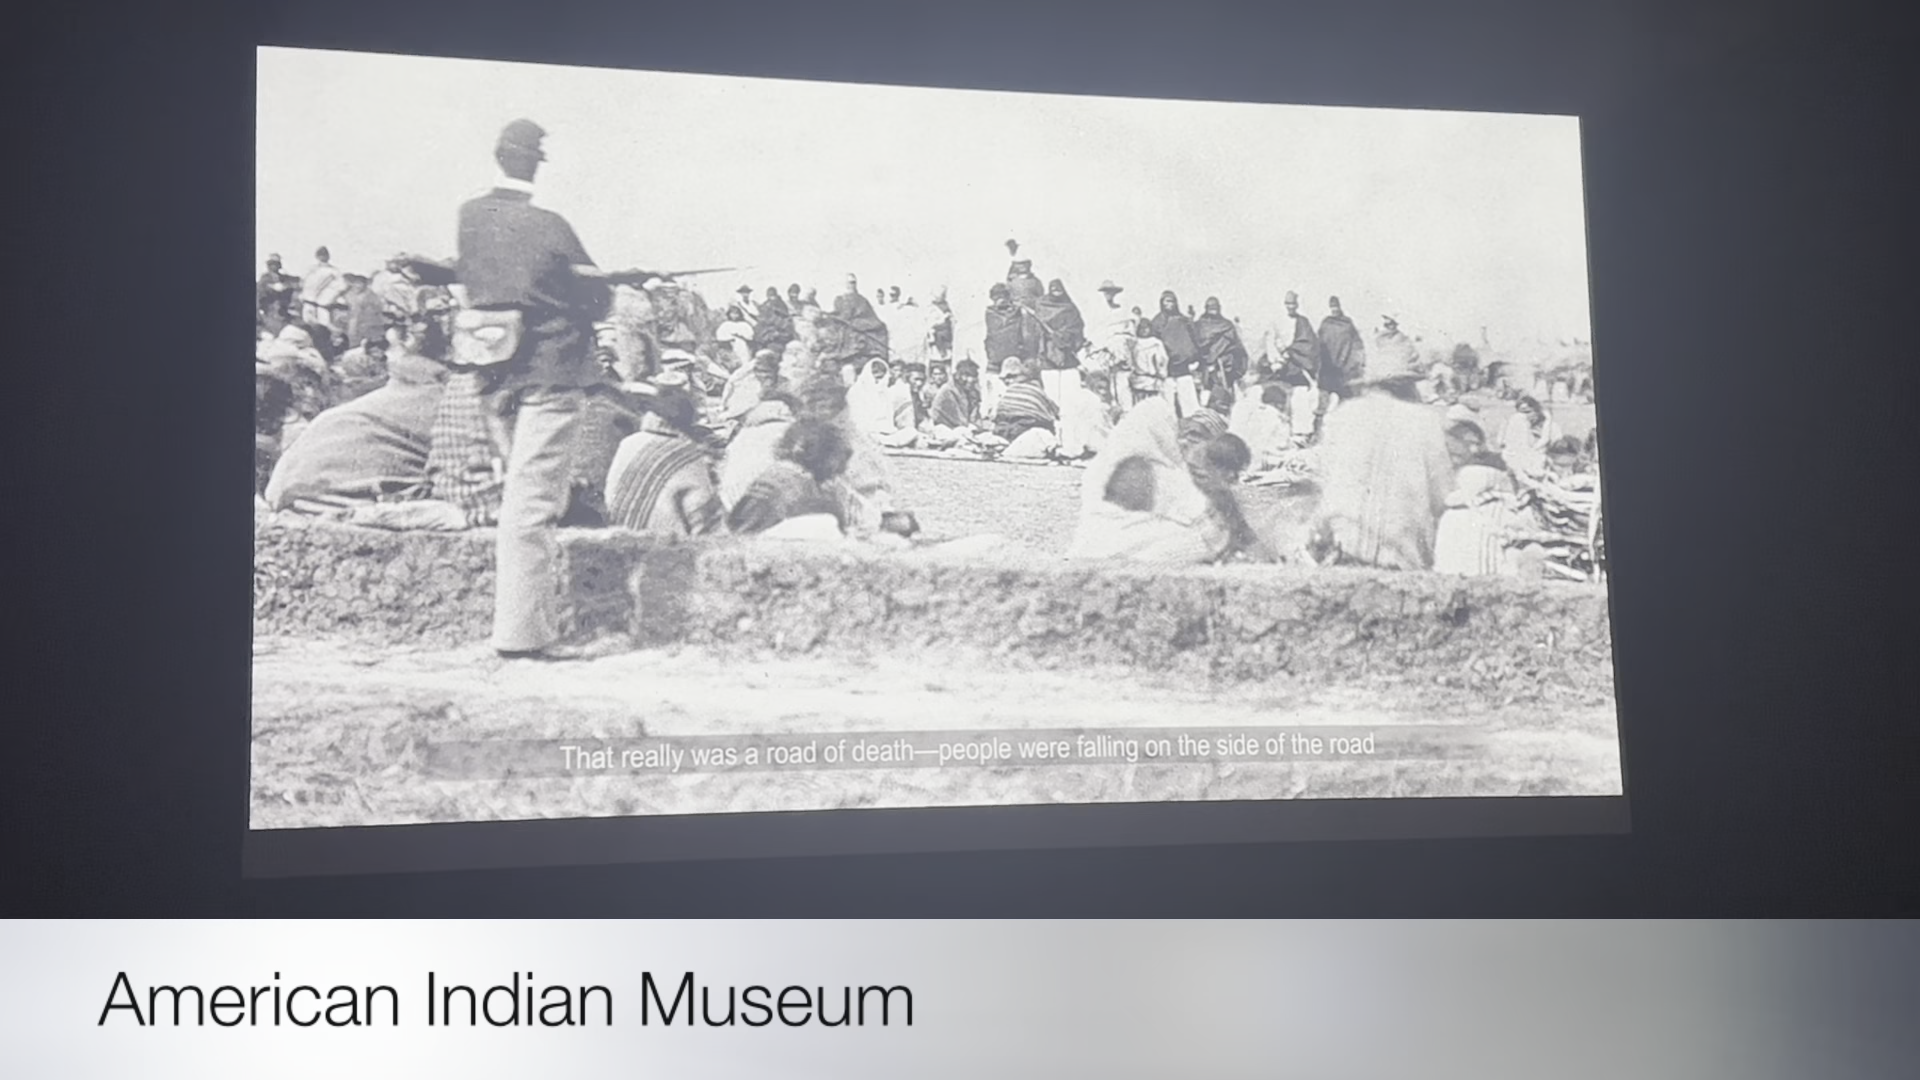 That really was a road of death—people were falling on the side of the road
American Indian Museum